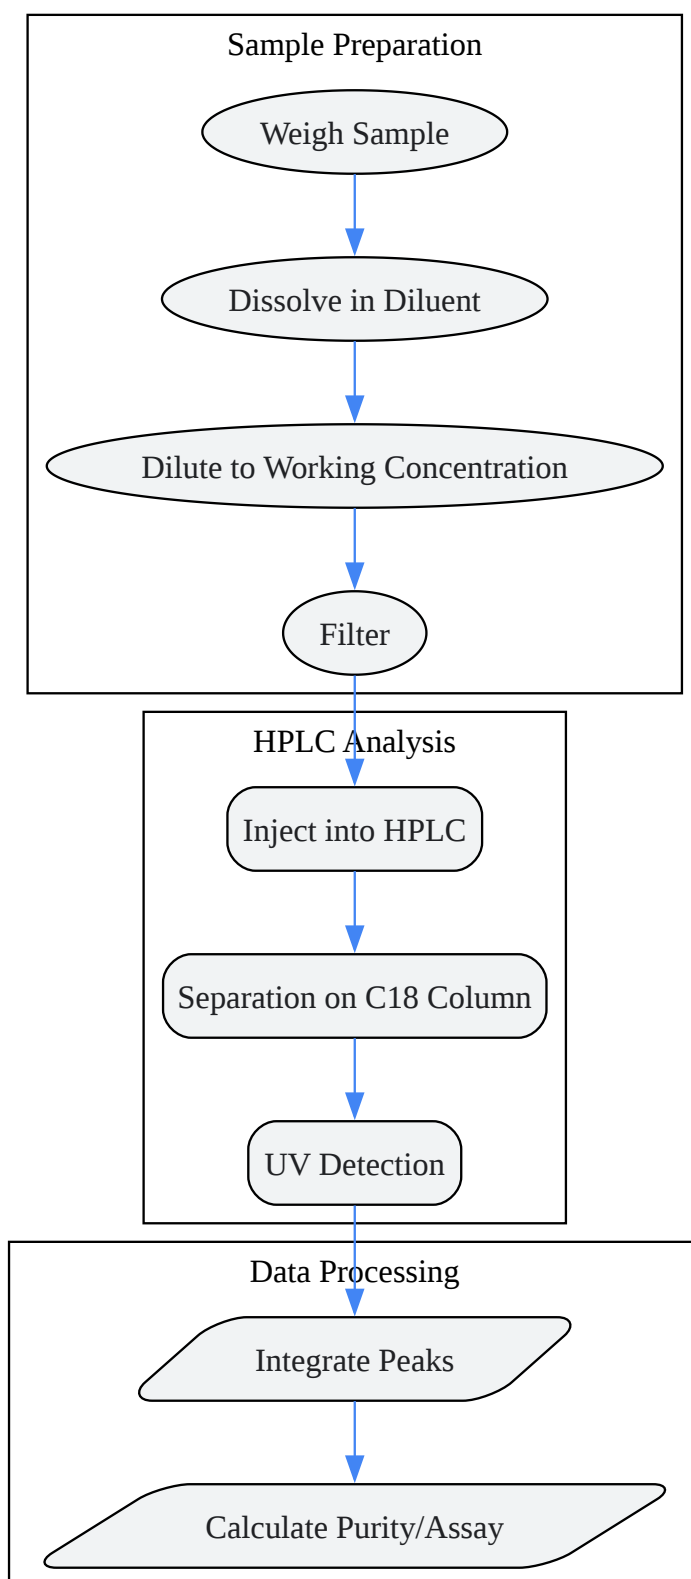 Sample Preparation
Weigh Sample
Dissolve in Diluent
Dilute to Working Concentration
Filter
HPLC Analysis
Inject into HPLC
Separation on C18 Column
UV Detection
Data Processing
Integrate Peaks
Calculate Purity/Assay